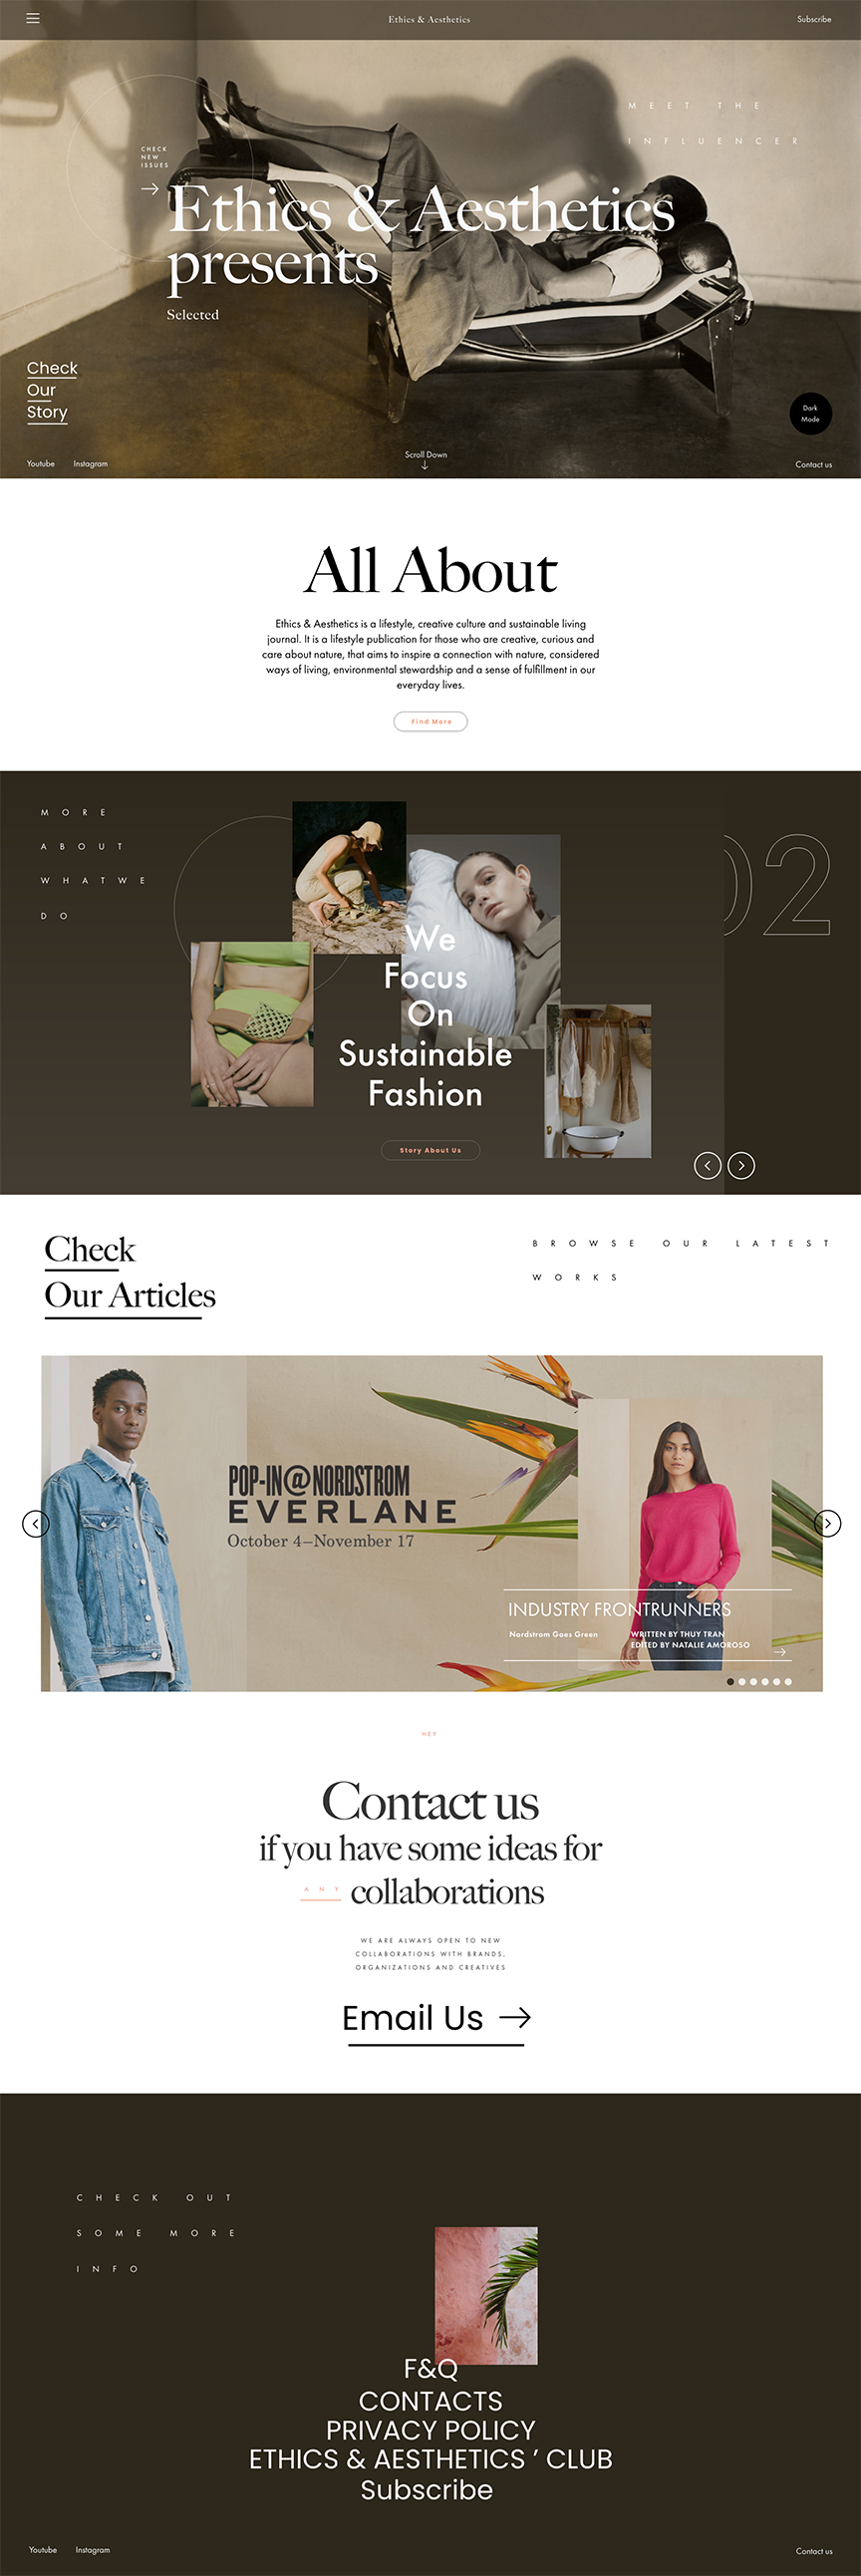 Ethics & Aesthetics
Subscribe
MEET THE
INFLUENCER
CHECK
NEW
ISSUES
Ethics & Aesthetics
presents
Selected
Check
Our
Story
Dark
Mode
Youtube Instagram
Scroll Down
Contact us
All About
Ethics & Aesthetics is a lifestyle, creative culture and sustainable living
journal. It is a lifestyle publication for those who are creative, curious and
care about nature, that aims to inspire a connection with nature, considered
ways of living, environmental stewardship and a sense of fulfillment in our
everyday lives.
Find More
MORE
ABOUT
WHATWE
DO
02
We
Focus
On
Sustainable
Fashion
Story About Us
Check
Our Articles
BROWSE OUR LATEST
WORKS
POP-IN@NORDSTROM
EVERLANE
October 4–November 17
INDUSTRY FRONTRUNNERS
Nordstrom Goes Green
WRITTEN BY THUY TRAN
EDITED BY NATALIE AMOROSO
HEY
Contact us
if you have some ideas for
ANY collaborations
WE ARE ALWAYS OPEN TO NEW
COLLABORATIONS WITH BRANDS,
ORGANIZATIONS AND CREATIVES
Email Us
CHECK OUT
SOME MORE
INFO
F&Q
CONTACTS
PRIVACY POLICY
ETHICS & AESTHETICS ’ CLUB
Subscribe
Youtube Instagram
Contact us